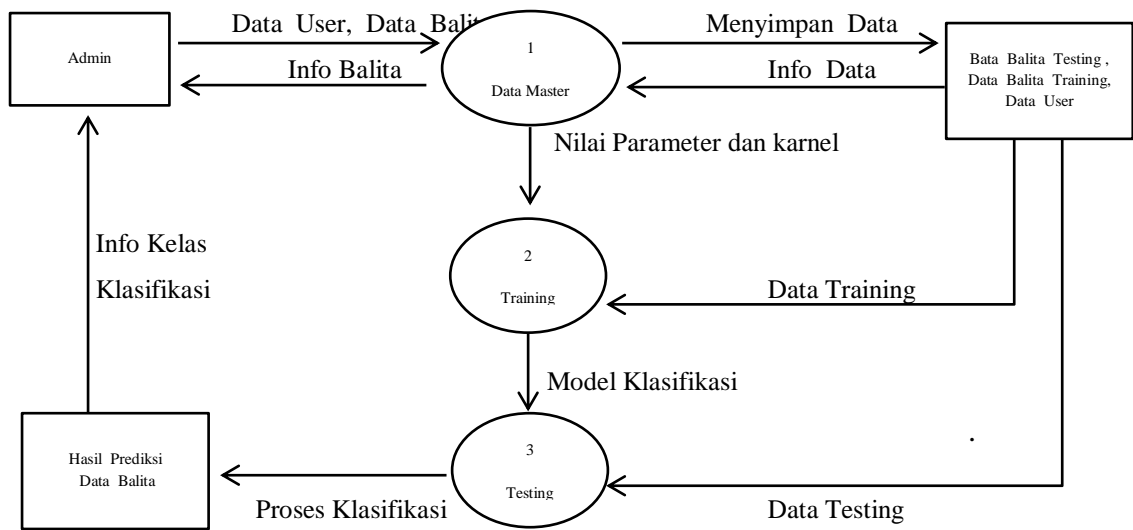 Data User, Data Balit
Menyimpan Data
Admin
1
Data Master
Bata Balita Testing ,
Data Balita Training,
Data User
Info Balita
Info Data
Nilai Parameter dan karnel
Info Kelas
Klasifikasi
2
Training
Data Training
Model Klasifikasi
Hasil Prediksi
Data Balita
3
Testing
.
Proses Klasifikasi
Data Testing